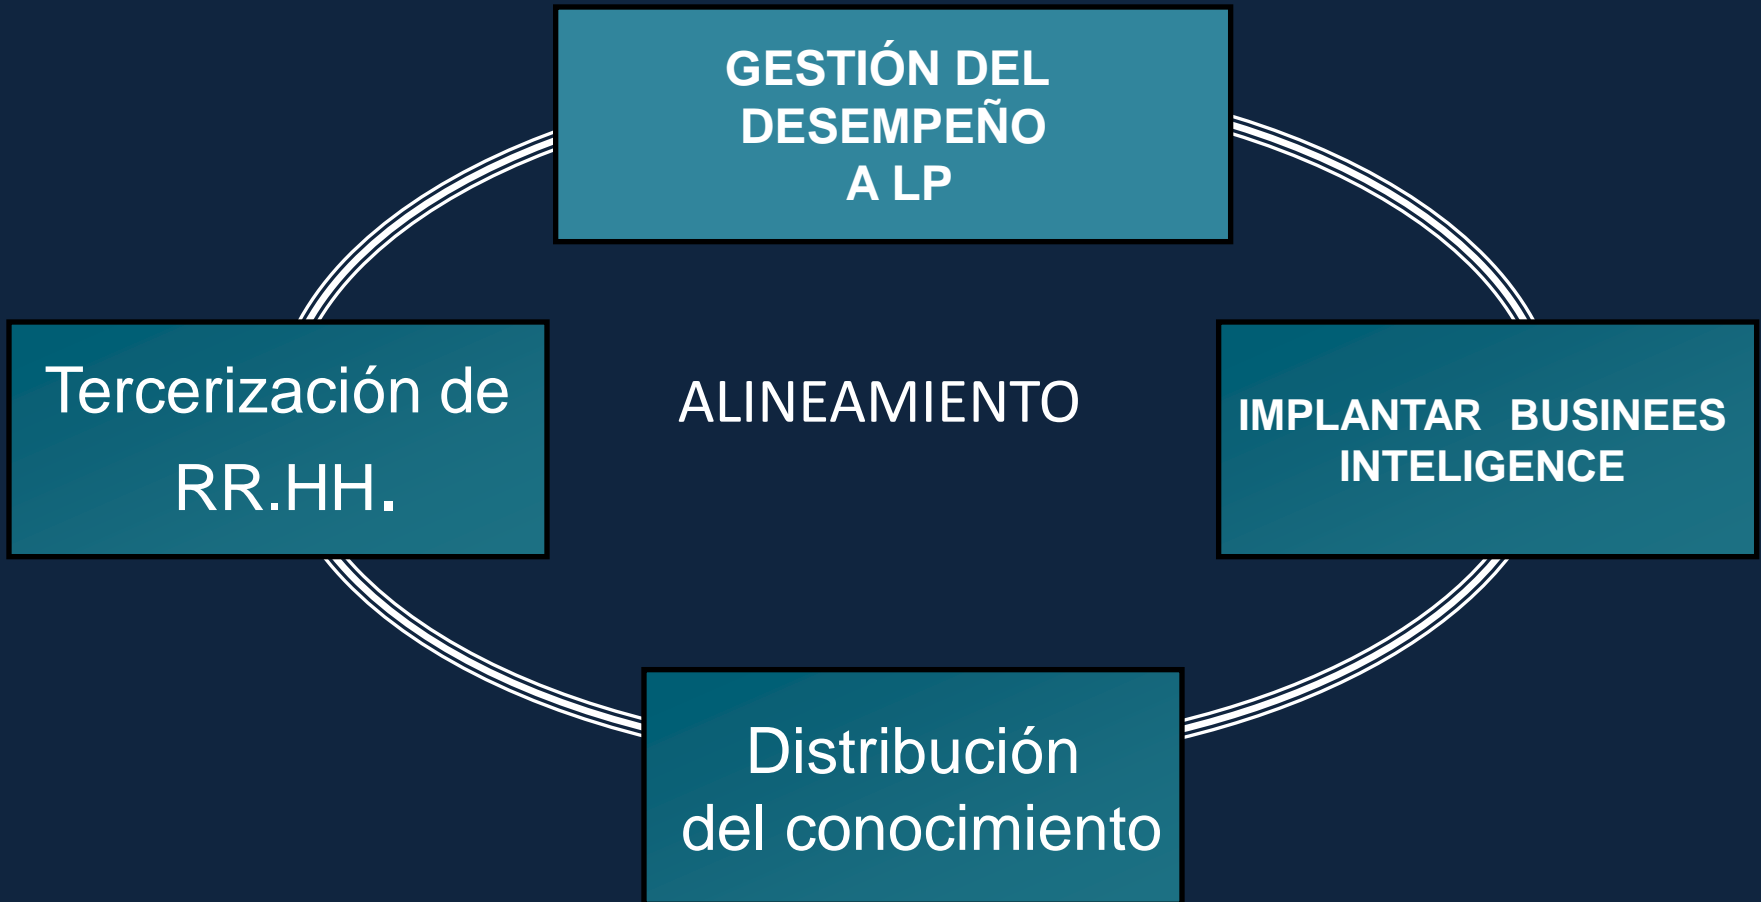 GESTIÓN DEL
DESEMPEÑO
A LP
Tercerización de
RR.HH.
ALINEAMIENTO
IMPLANTAR BUSINEES
INTELIGENCE
Distribución
del conocimiento